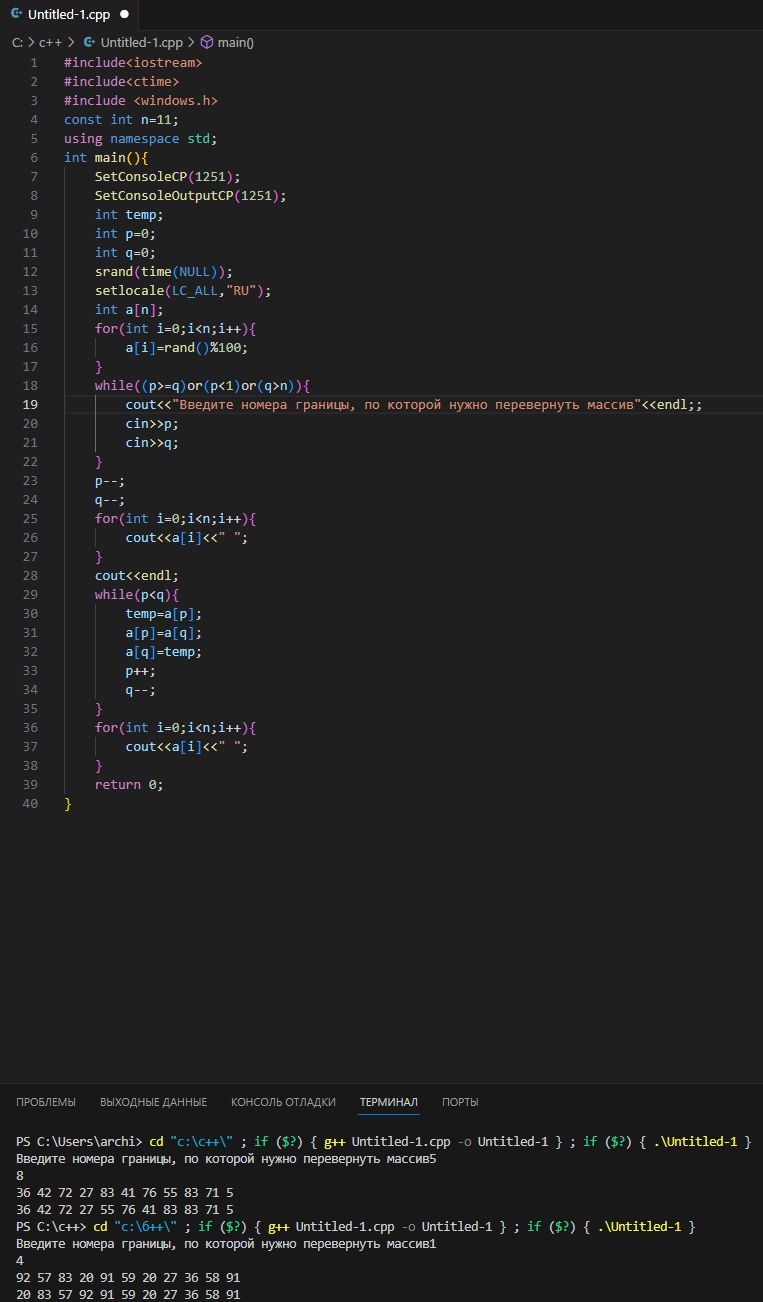 Untitled-1.cpp ●
C: > c++ > Untitled-1.cpp > main()
1 #include<iostream>
2 #include<ctime>
3 #include <windows.h>
4 const int n=11;
5 using namespace std;
6 int main(){
7     SetConsoleCP(1251);
8     SetConsoleOutputCP(1251);
9     int temp;
10     int p=0;
11     int q=0;
12     srand(time(NULL));
13     setlocale(LC_ALL,"RU");
14     int a[n];
15     for(int i=0;i<n;i++){
16         a[i]=rand()%100;
17     }
18     while((p>=q)or(p<1)or(q>n)){
19         cout<<"Введите номера границы, по которой нужно перевернуть массив"<<endl;;
20         cin>>p;
21         cin>>q;
22     }
23     p--;
24     q--;
25     for(int i=0;i<n;i++){
26         cout<<a[i]<<" ";
27     }
28     cout<<endl;
29     while(p<q){
30         temp=a[p];
31         a[p]=a[q];
32         a[q]=temp;
33         p++;
34         q--;
35     }
36     for(int i=0;i<n;i++){
37         cout<<a[i]<<" ";
38     }
39     return 0;
40 }
ПРОБЛЕМЫ ВЫХОДНЫЕ ДАННЫЕ КОНСОЛЬ ОТЛАДКИ ТЕРМИНАЛ ПОРТЫ
PS C:\Users\archi> cd "c:\c++\" ; if ($?) { g++ Untitled-1.cpp -o Untitled-1 } ; if ($?) { .\Untitled-1 }
Введите номера границы, по которой нужно перевернуть массив5
8
36 42 72 27 83 41 76 55 83 71 5
36 42 72 27 55 76 41 83 83 71 5
PS C:\c++> cd "c:\6++\" ; if ($?) { g++ Untitled-1.cpp -o Untitled-1 } ; if ($?) { .\Untitled-1 }
Введите номера границы, по которой нужно перевернуть массив1
4
92 57 83 20 91 59 20 27 36 58 91
20 83 57 92 91 59 20 27 36 58 91